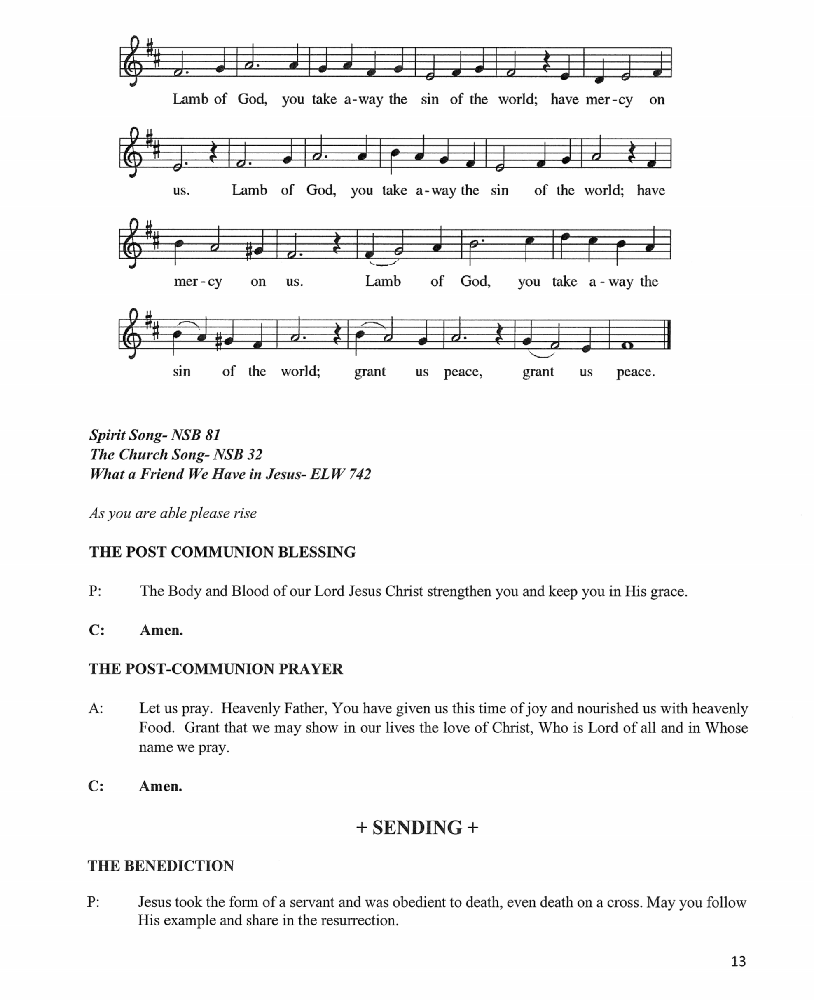 Lamb of God, you take a-way the sin of the world; have mer-cy on
us. Lamb of God, you take a-way the sin of the world; have
mer-cy on us. Lamb of God, you take a-way the
sin of the world; grant us peace, grant us peace.
Spirit Song- NSB 81
The Church Song- NSB 32
What a Friend We Have in Jesus- ELW 742
As you are able please rise
THE POST COMMUNION BLESSING
P: The Body and Blood of our Lord Jesus Christ strengthen you and keep you in His grace.
C: Amen.
THE POST-COMMUNION PRAYER
A: Let us pray. Heavenly Father, You have given us this time of joy and nourished us with heavenly
Food. Grant that we may show in our lives the love of Christ, Who is Lord of all and in Whose
name we pray.
C: Amen.
+ SENDING +
THE BENEDICTION
P: Jesus took the form of a servant and was obedient to death, even death on a cross. May you follow
His example and share in the resurrection.
13